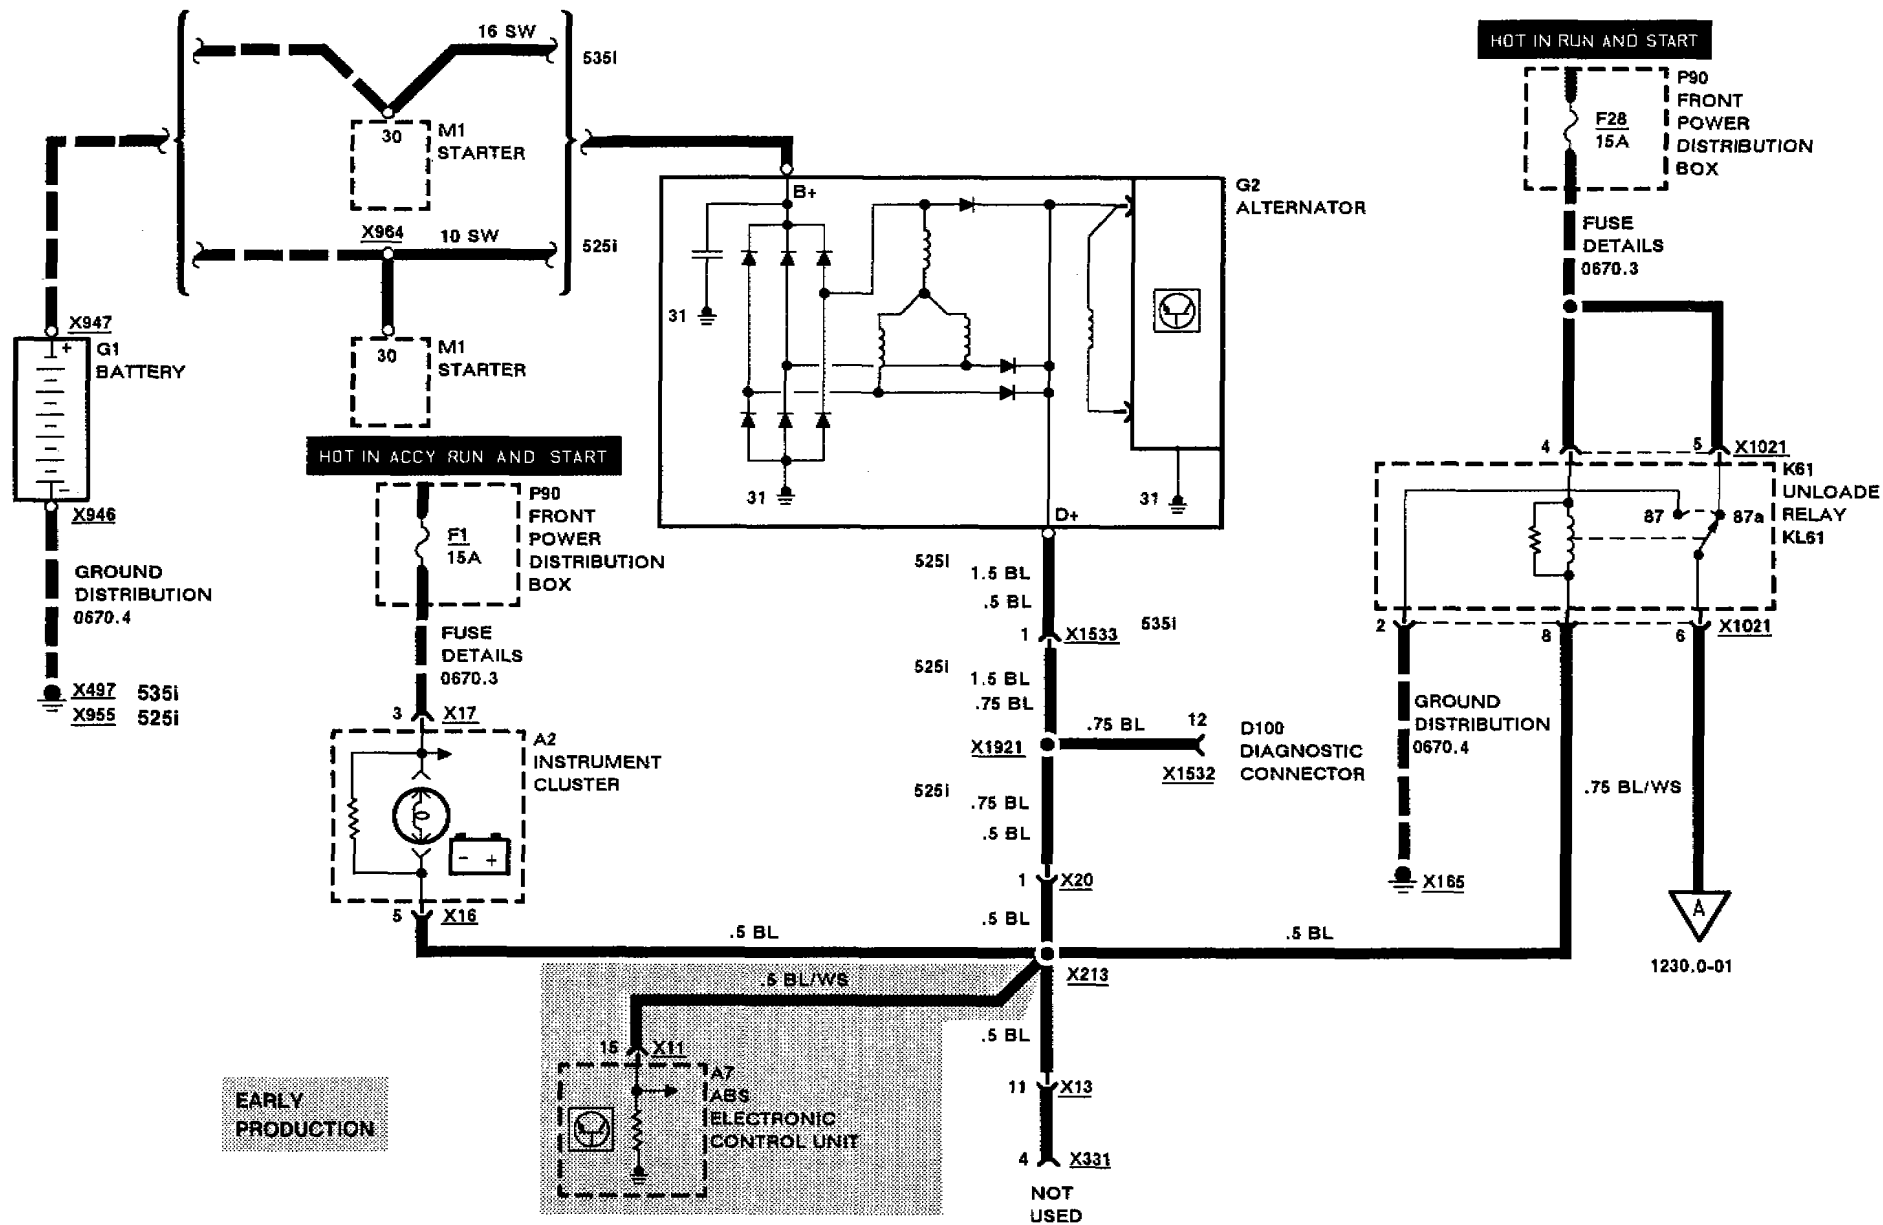 16 SW
535i
30
M1
STARTER
X964
10 SW
525i
30
M1
STARTER
X947
+
G1
BATTERY
-
X946
GROUND
DISTRIBUTION
0670.4
X497 535i
X955 525i
HOT IN ACCY RUN AND START
P90
FRONT
POWER
DISTRIBUTION
BOX
F1
15A
FUSE
DETAILS
0670.3
3 X17
A2
INSTRUMENT
CLUSTER
- +
5 X16
.5 BL
B+
31
31
31
D+
G2
ALTERNATOR
525i
1.5 BL
.5 BL
1 X1533
535i
525i
1.5 BL
.75 BL
X1921
.75 BL
12
X1532
D100
DIAGNOSTIC
CONNECTOR
525i
.75 BL
.5 BL
1 X20
.5 BL
X213
.5 BL
.5 BL/WS
15 X11
A7
ABS
ELECTRONIC
CONTROL UNIT
EARLY
PRODUCTION
.5 BL
11 X13
4 X331
NOT
USED
HOT IN RUN AND START
P90
FRONT
POWER
DISTRIBUTION
BOX
F28
15A
FUSE
DETAILS
0670.3
4
5 X1021
K61
UNLOADE
RELAY
KL61
87
87a
2
8
6 X1021
GROUND
DISTRIBUTION
0670.4
X165
.75 BL/WS
A
1230.0-01